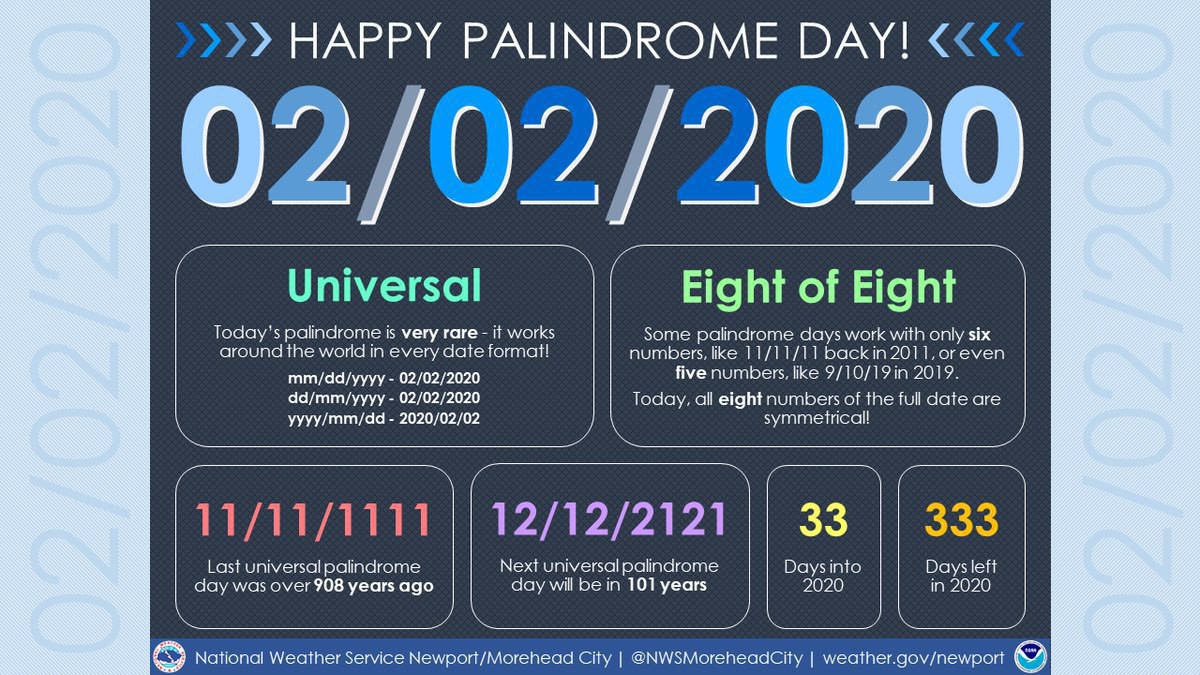 HAPPY PALINDROME DAY!
02/02/2020
02/02/2020
02/02/2020
Universal
Today's palindrome is very rare - it works
around the world in every date format!
mm/dd/yyyy - 02/02/2020
dd/mm/yyyy - 02/02/2020
yyyy/mm/dd - 2020/02/02
Eight of Eight
Some palindrome days work with only six
numbers, like 11/11/11 back in 2011, or even
five numbers, like 9/10/19 in 2019.
Today, all eight numbers of the full date are
symmetrical!
11/11/1111
Last universal palindrome
day was over 908 years ago
12/12/2121
Next universal palindrome
day will be in 101 years
33
Days into
2020
333
Days left
in 2020
National Weather Service Newport/Morehead City | @NWSMoreheadCity | weather.gov/newport